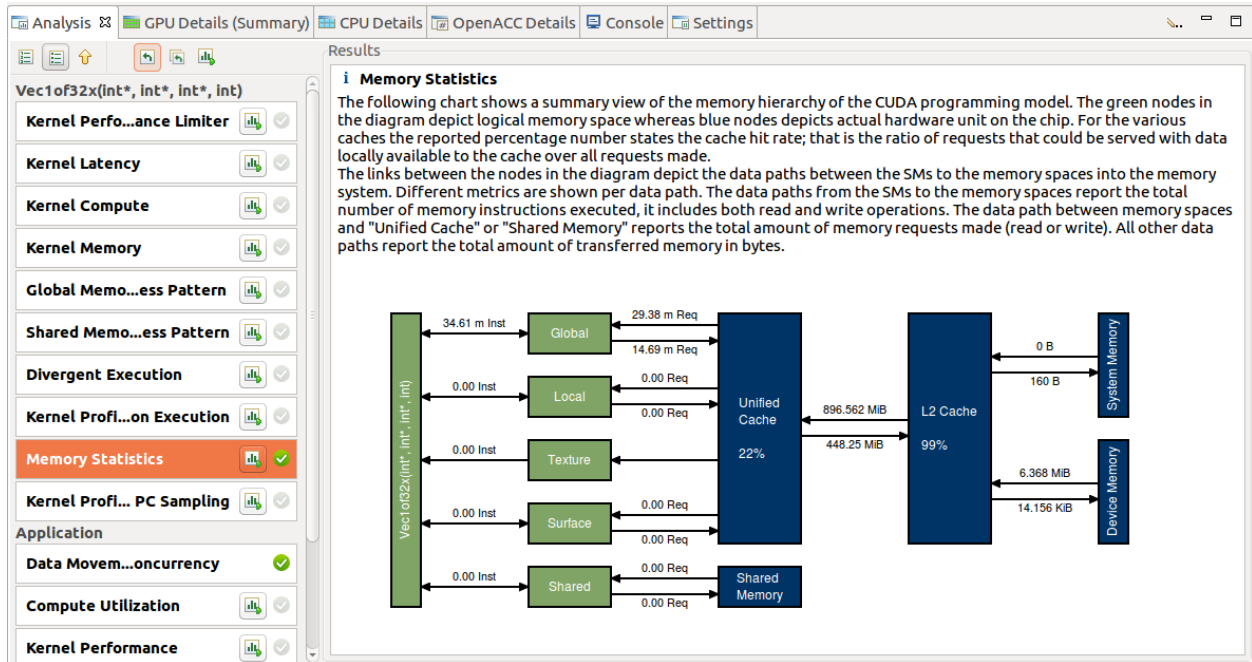 Analysis
GPU Details (Summary)
CPU Details
OpenACC Details
Console
Settings
Vec1of32x(int*, int*, int*, int)
Kernel Perfo...ance Limiter
Kernel Latency
Kernel Compute
Kernel Memory
Global Memo...ess Pattern
Shared Memo...ess Pattern
Divergent Execution
Kernel Profi...on Execution
Memory Statistics
Kernel Profi... PC Sampling
Application
Data Movem...oncurrency
Compute Utilization
Kernel Performance
Results
i Memory Statistics
The following chart shows a summary view of the memory hierarchy of the CUDA programming model. The green nodes in
the diagram depict logical memory space whereas blue nodes depicts actual hardware unit on the chip. For the various
caches the reported percentage number states the cache hit rate; that is the ratio of requests that could be served with data
locally available to the cache over all requests made.
The links between the nodes in the diagram depict the data paths between the SMs to the memory spaces into the memory
system. Different metrics are shown per data path. The data paths from the SMs to the memory spaces report the total
number of memory instructions executed, it includes both read and write operations. The data path between memory spaces
and "Unified Cache" or "Shared Memory" reports the total amount of memory requests made (read or write). All other data
paths report the total amount of transferred memory in bytes.
Vec1of32x(int*, int*, int*, int)
34.61 m Inst
0.00 Inst
0.00 Inst
0.00 Inst
0.00 Inst
Global
Local
Texture
Surface
Shared
29.38 m Req
14.69 m Req
0.00 Req
0.00 Req
0.00 Req
0.00 Req
0.00 Req
0.00 Req
Unified
Cache
22%
Shared
Memory
896.562 MiB
448.25 MiB
L2 Cache
99%
0 B
160 B
6.368 MiB
14.156 KiB
System Memory
Device Memory